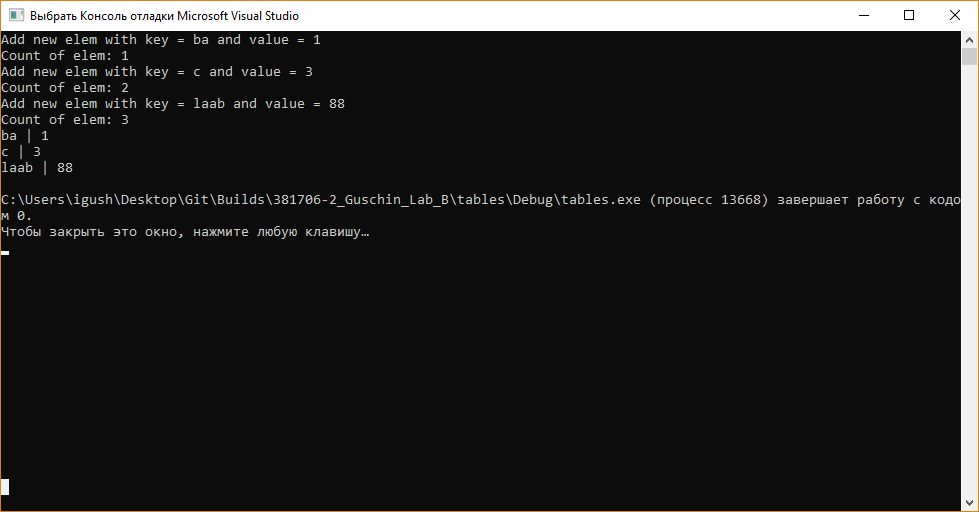 Выбрать Консоль отладки Microsoft Visual Studio
Add new elem with key = ba and value = 1
Count of elem: 1
Add new elem with key = c and value = 3
Count of elem: 2
Add new elem with key = laab and value = 88
Count of elem: 3
ba | 1
c | 3
laab | 88
C:\Users\igush\Desktop\Git\Builds\381706-2_Guschin_Lab_B\tables\Debug\tables.exe (процесс 13668) завершает работу с кодо
м 0.
Чтобы закрыть это окно, нажмите любую клавишу…